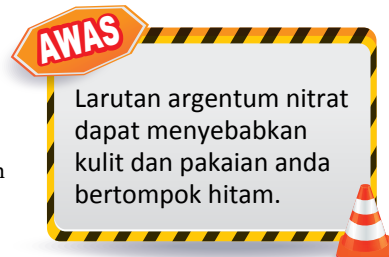 AWAS
Larutan argentum nitrat
dapat menyebabkan
kulit dan pakaian anda
bertompok hitam.